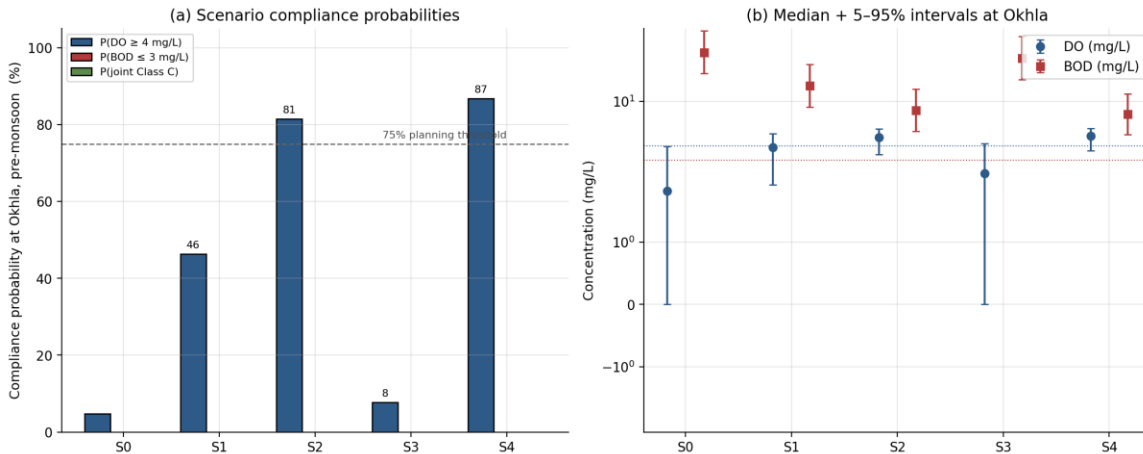 (a) Scenario compliance probabilities
Compliance probability at Okhla, pre-monsoon (%)
100
80
60
40
20
0
P(DO ≥ 4 mg/L)
P(BOD ≤ 3 mg/L)
P(joint Class C)
75% planning threshold
46
81
8
87
S0
S1
S2
S3
S4
(b) Median + 5–95% intervals at Okhla
Concentration (mg/L)
10¹
10⁰
0
−10⁰
DO (mg/L)
BOD (mg/L)
S0
S1
S2
S3
S4